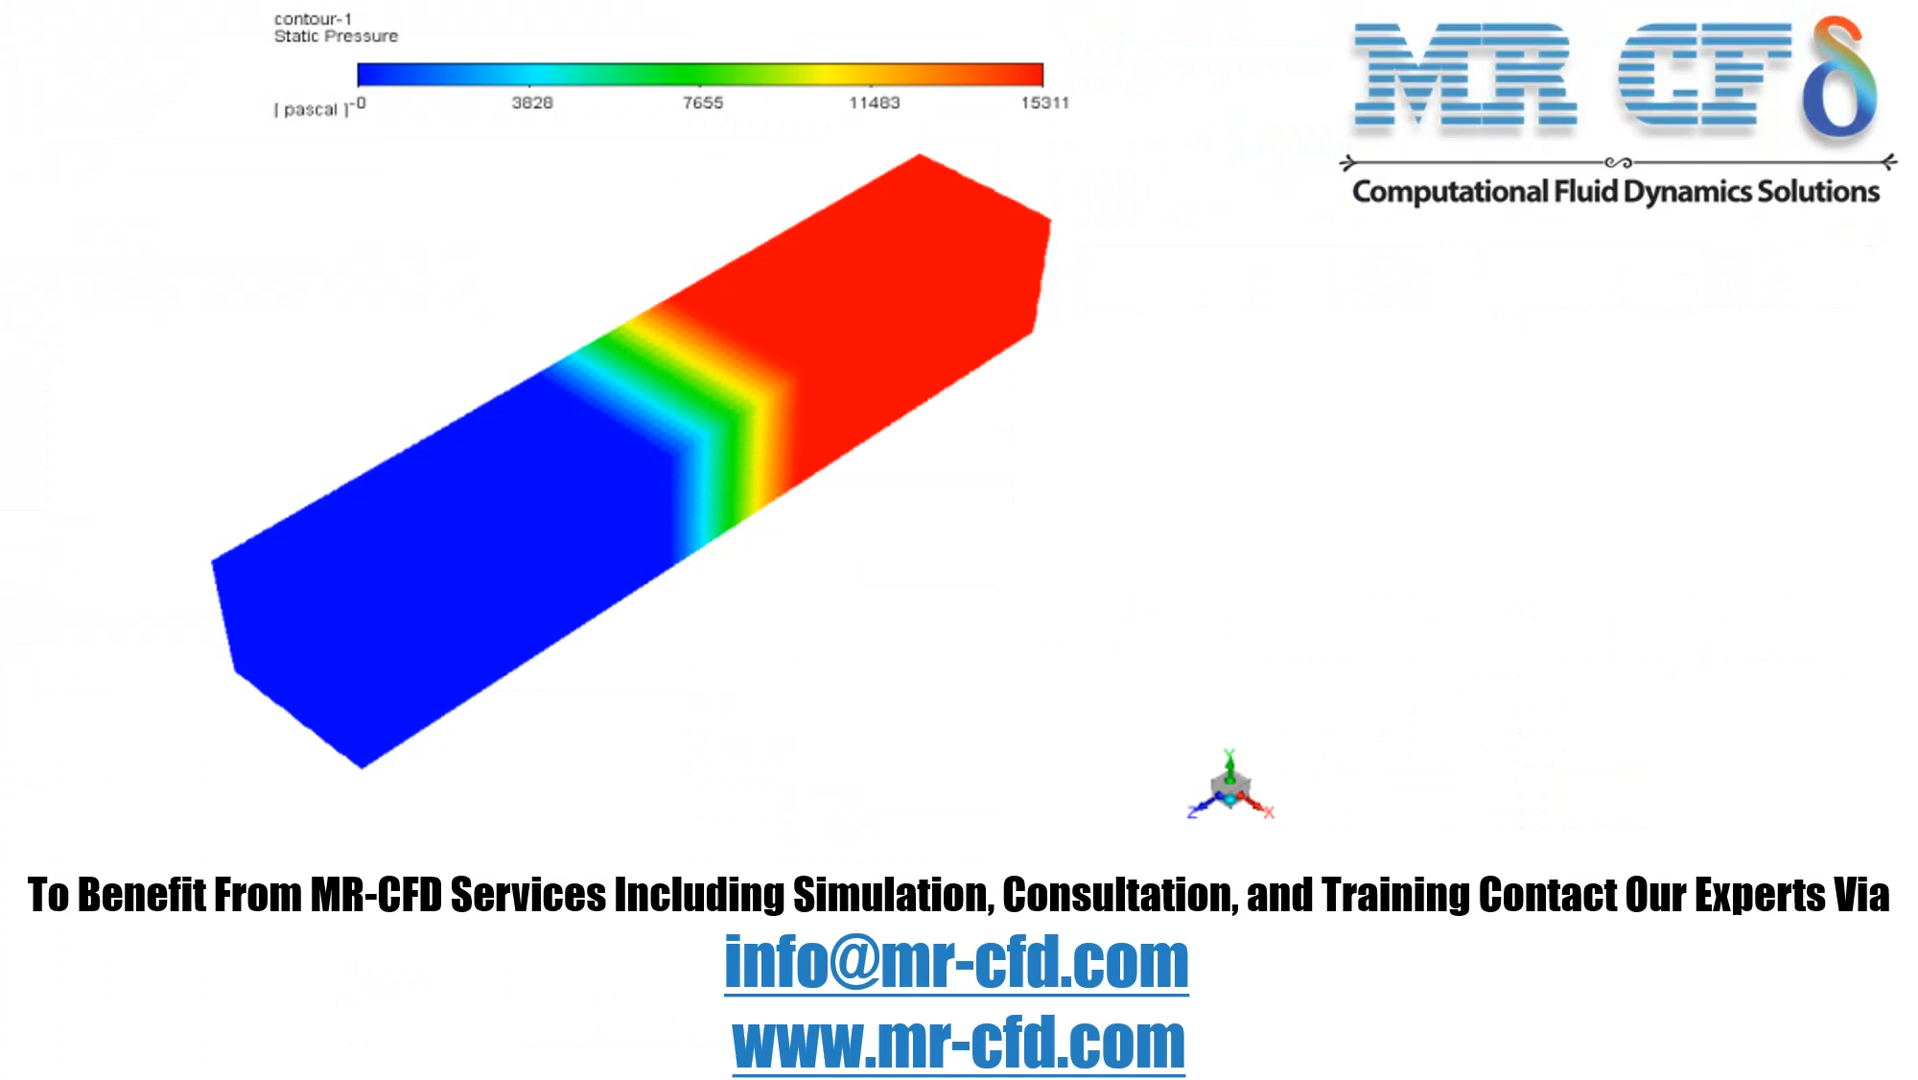 contour-1
Static Pressure
[ pascal ]
-0 3828 7655 11483 15311
MR CFδ
Computational Fluid Dynamics Solutions
Y
Z X
To Benefit From MR-CFD Services Including Simulation, Consultation, and Training Contact Our Experts Via
info@mr-cfd.com
www.mr-cfd.com